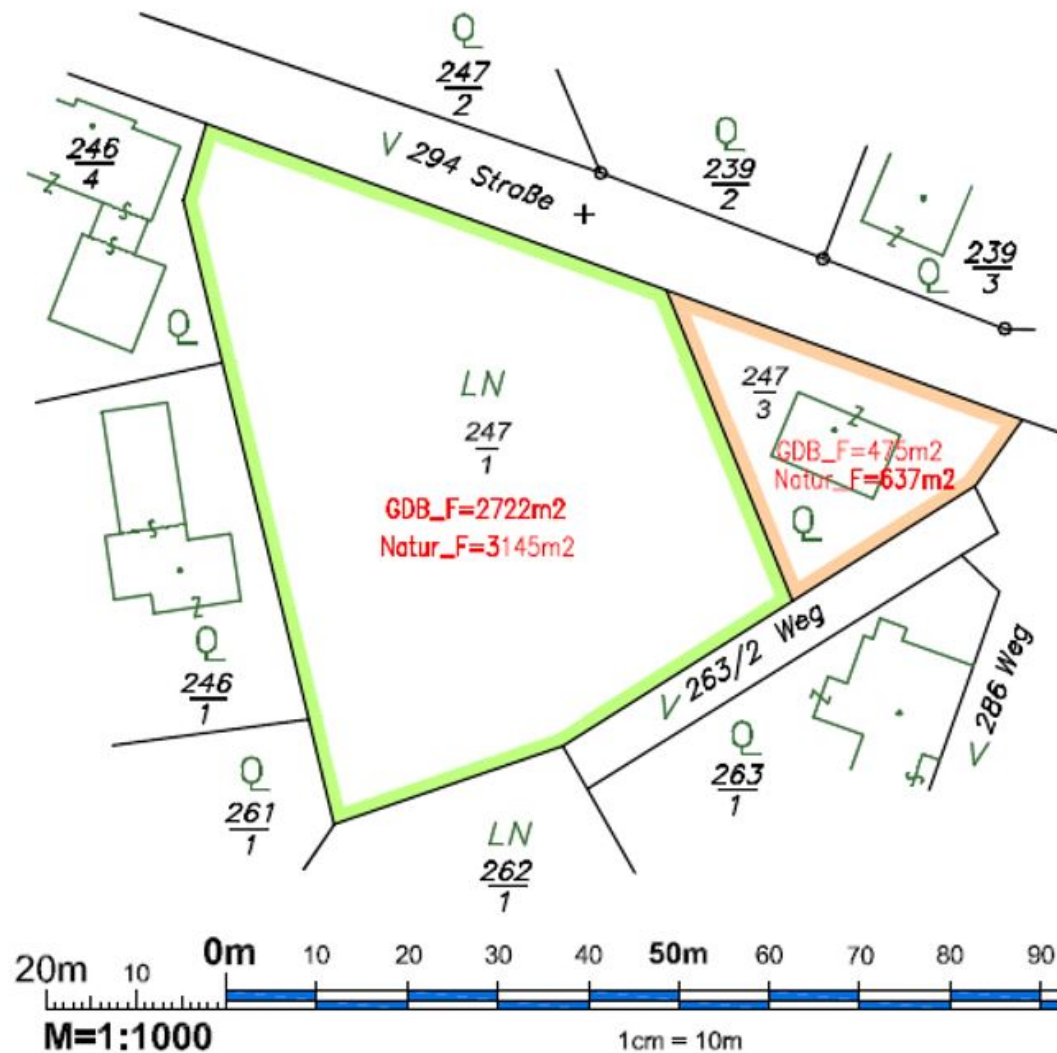 247
2
239
2
246
4
V 294 Straße
239
3
247
3
LN
247
1
GDB_F=475m2
Natur_F=637m2
GDB_F=2722m2
Natur_F=3145m2
V 263/2 Weg
V 286 Weg
246
1
263
1
261
1
LN
262
1
20m 10 0m 10 20 30 40 50m 60 70 80 90
M=1:1000
1cm = 10m